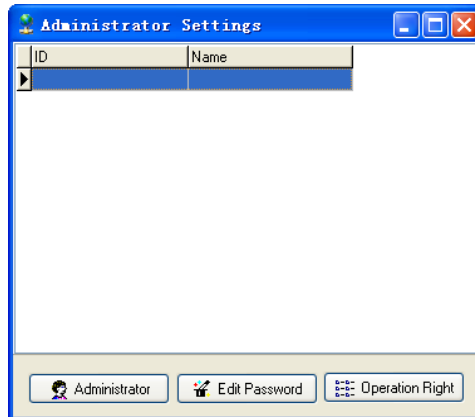 Administrator Settings
ID Name
Administrator Edit Password Operation Right